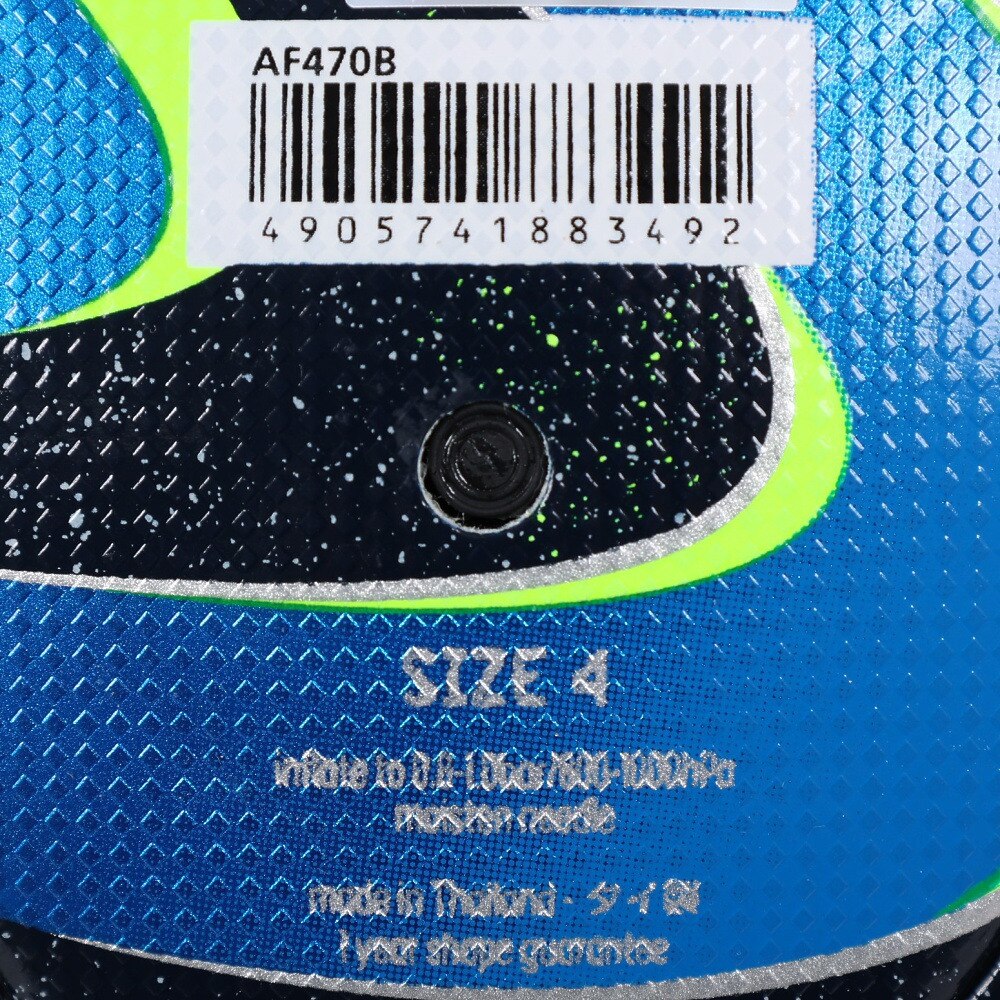 AF470B
4905741883492
SIZE 4
inflate to 0.6-1.0bar/600-1000hPa
moisten needle
made in Thailand - タイ製
1 year shape guarantee